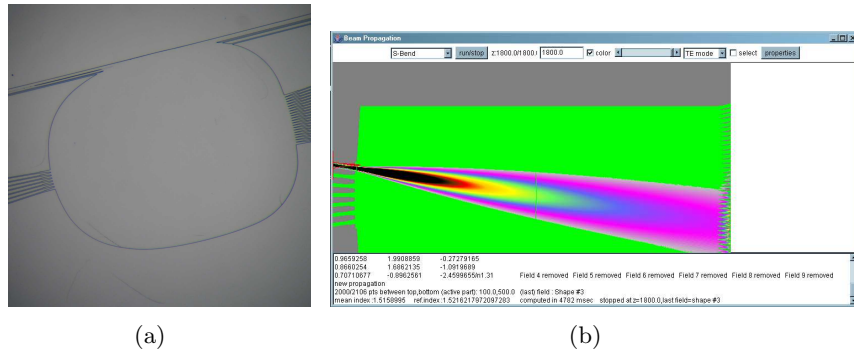 Beam Propagation
S-Bend run/stop z:1800.0/1800.( 1800.0 color TE mode select properties
0.9659258 1.9908859 -0.27279165
0.8660254 1.6862135 -1.0919689
0.70710677 -0.8962561 -2.4599655/n1.31 Field 4 removed Field 5 removed Field 6 removed Field 7 removed Field 8 removed Field 9 removed
new propagation
2000/2106 pts between top,bottom (active part): 100.0,500.0 (last) field : Shape #3
mean index :1.5158995 ref.index :1.5216217972097283 computed in 4782 msec stopped at z=1800.0,last field=shape #3
(a) (b)